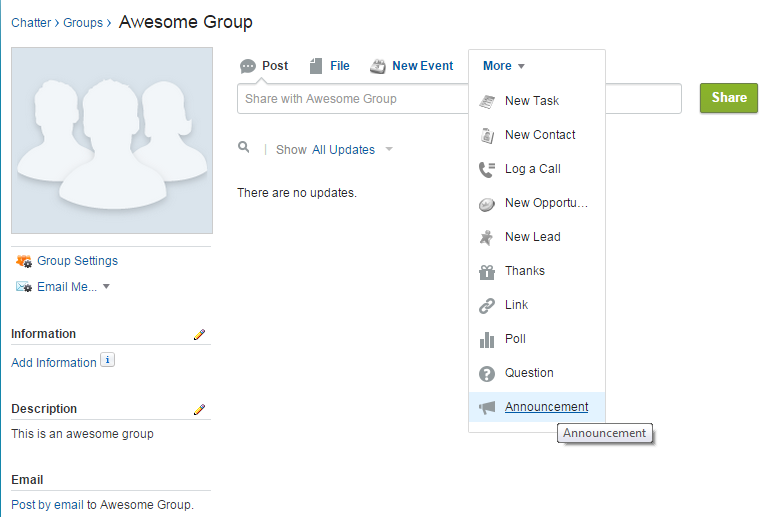 Chatter › Groups › Awesome Group
Post File New Event More
Share with Awesome Group Share
Show All Updates
There are no updates.
New Task
New Contact
Log a Call
New Opportu...
New Lead
Thanks
Link
Poll
Question
Announcement
Announcement
Group Settings
Email Me...
Information
Add Information i
Description
This is an awesome group
Email
Post by email to Awesome Group.